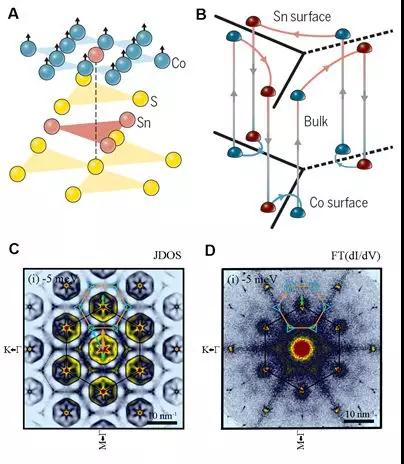 A
Co
S
Sn
B
Sn surface
Bulk
Co surface
C
JDOS
(i) -5 meV
K←Γ
10 nm⁻¹
M←Γ
D
FT(dI/dV)
(i) -5 meV
K←Γ
10 nm⁻¹
M←Γ